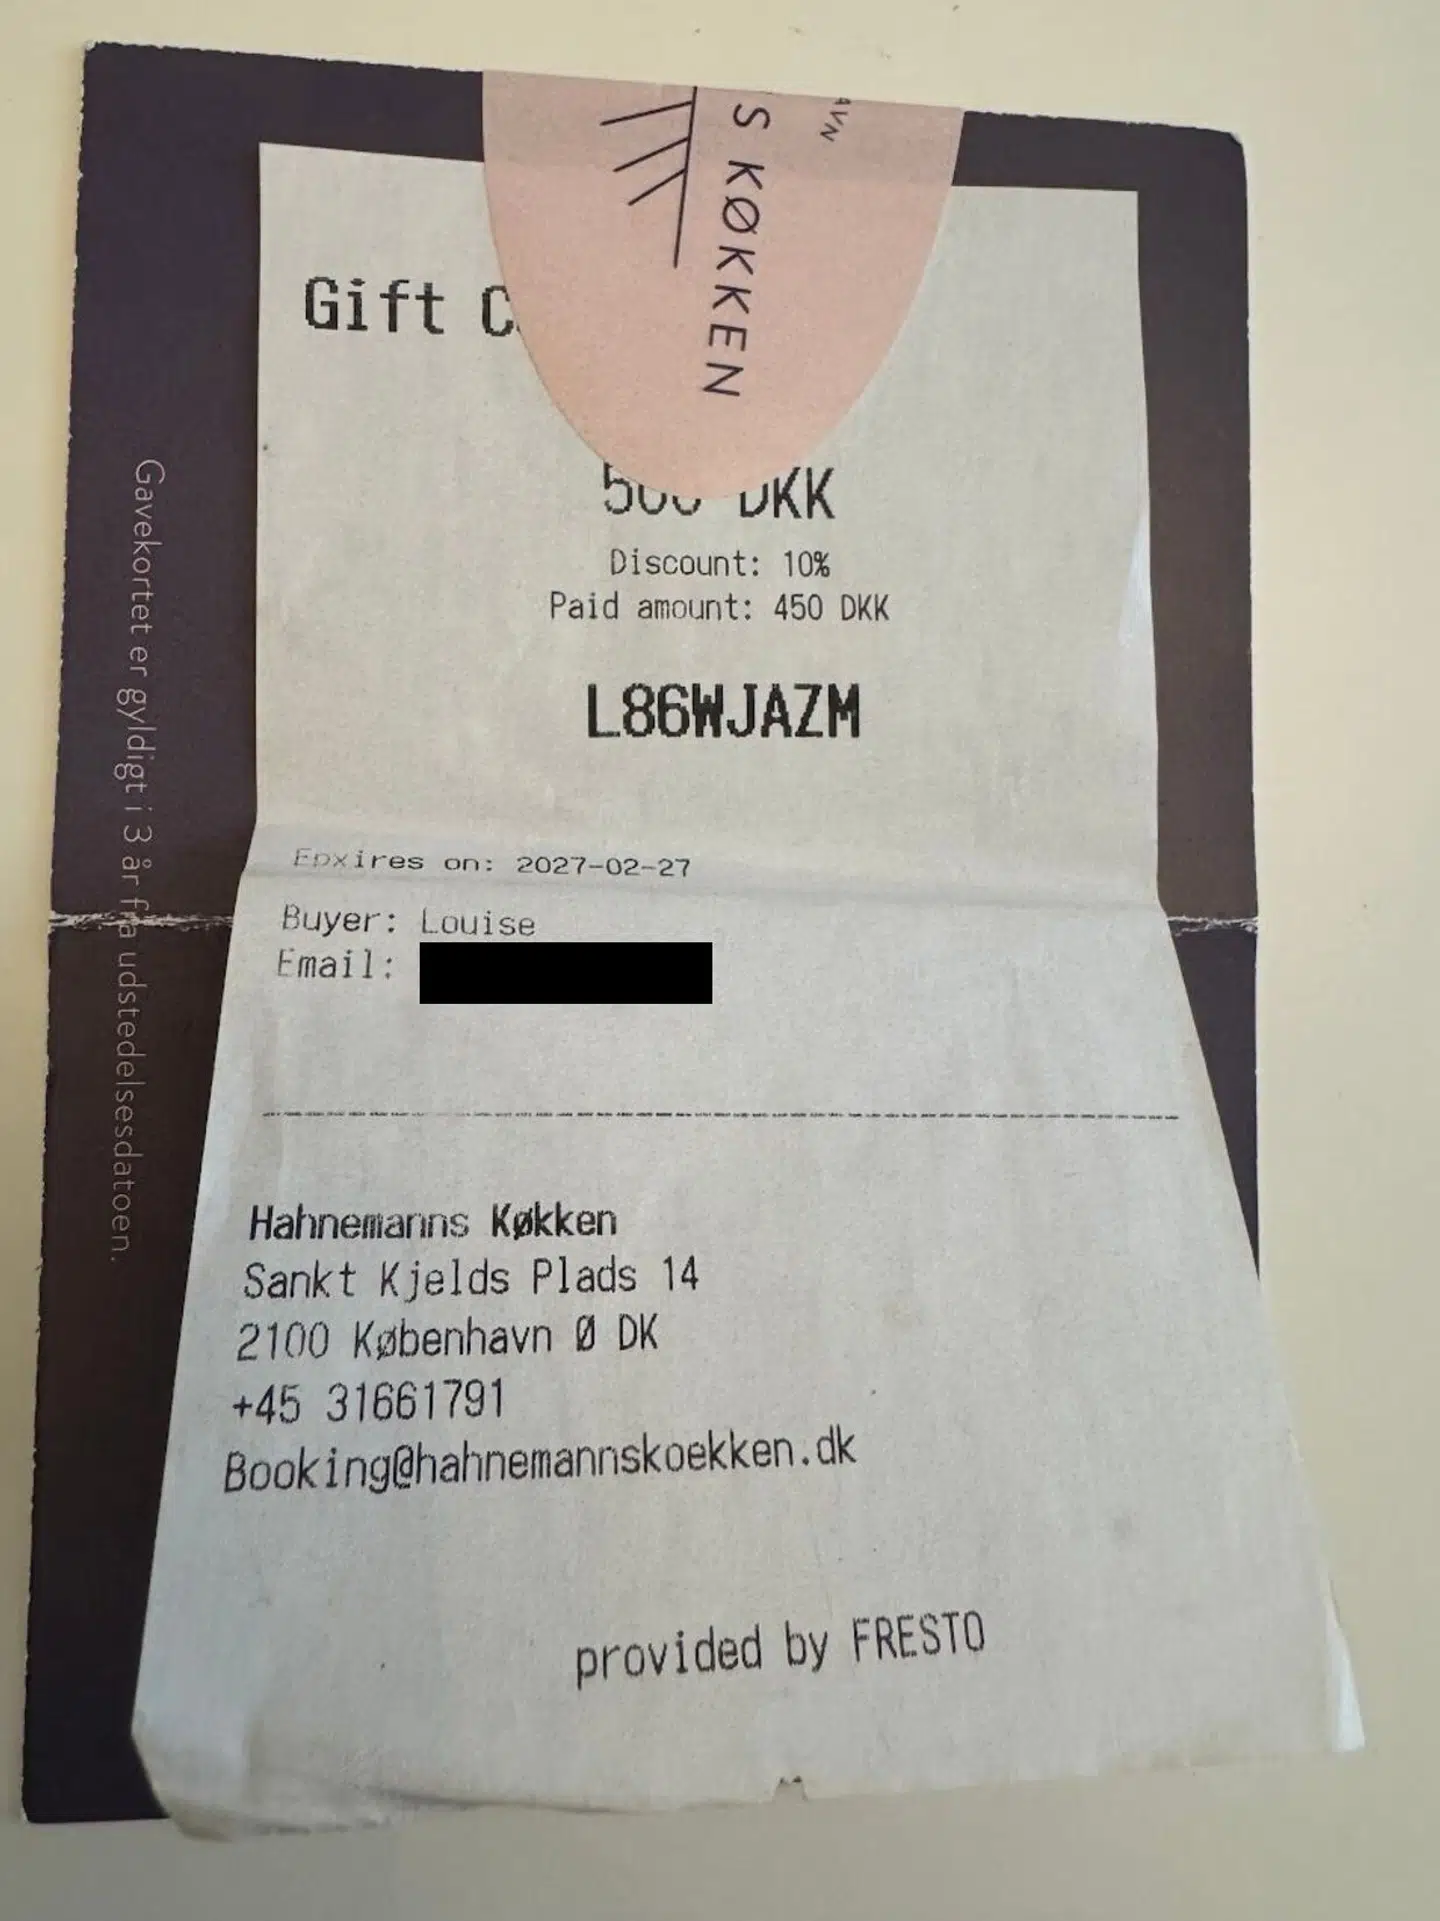 AVN
S KØKKEN
Gift
500 DKK
Discount: 10%
Paid amount: 450 DKK
L86WJAZM
Epxires on: 2027-02-27
Buyer: Louise
Email:
Hahnemanns Køkken
Sankt Kjelds Plads 14
2100 København Ø DK
+45 31661791
Booking@hahnemannskoekken.dk
provided by FRESTO
Gavekortet er gyldigt i 3 år fra udstedelsesdatoen.